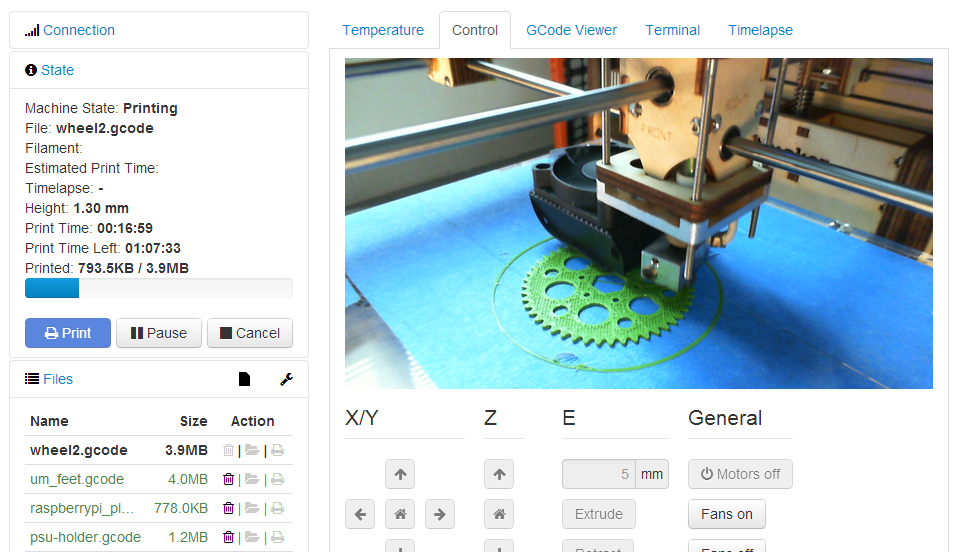 Connection
State
Machine State: Printing
File: wheel2.gcode
Filament:
Estimated Print Time:
Timelapse: -
Height: 1.30 mm
Print Time: 00:16:59
Print Time Left: 01:07:33
Printed: 793.5KB / 3.9MB
Print Pause Cancel
Files
Name Size Action
wheel2.gcode 3.9MB | |
um_feet.gcode 4.0MB | |
raspberrypi_pl... 778.0KB | |
psu-holder.gcode 1.2MB | |
Temperature Control GCode Viewer Terminal Timelapse
FRONT
X/Y Z E General
5 mm Motors off
Extrude Fans on
Retract Fans off